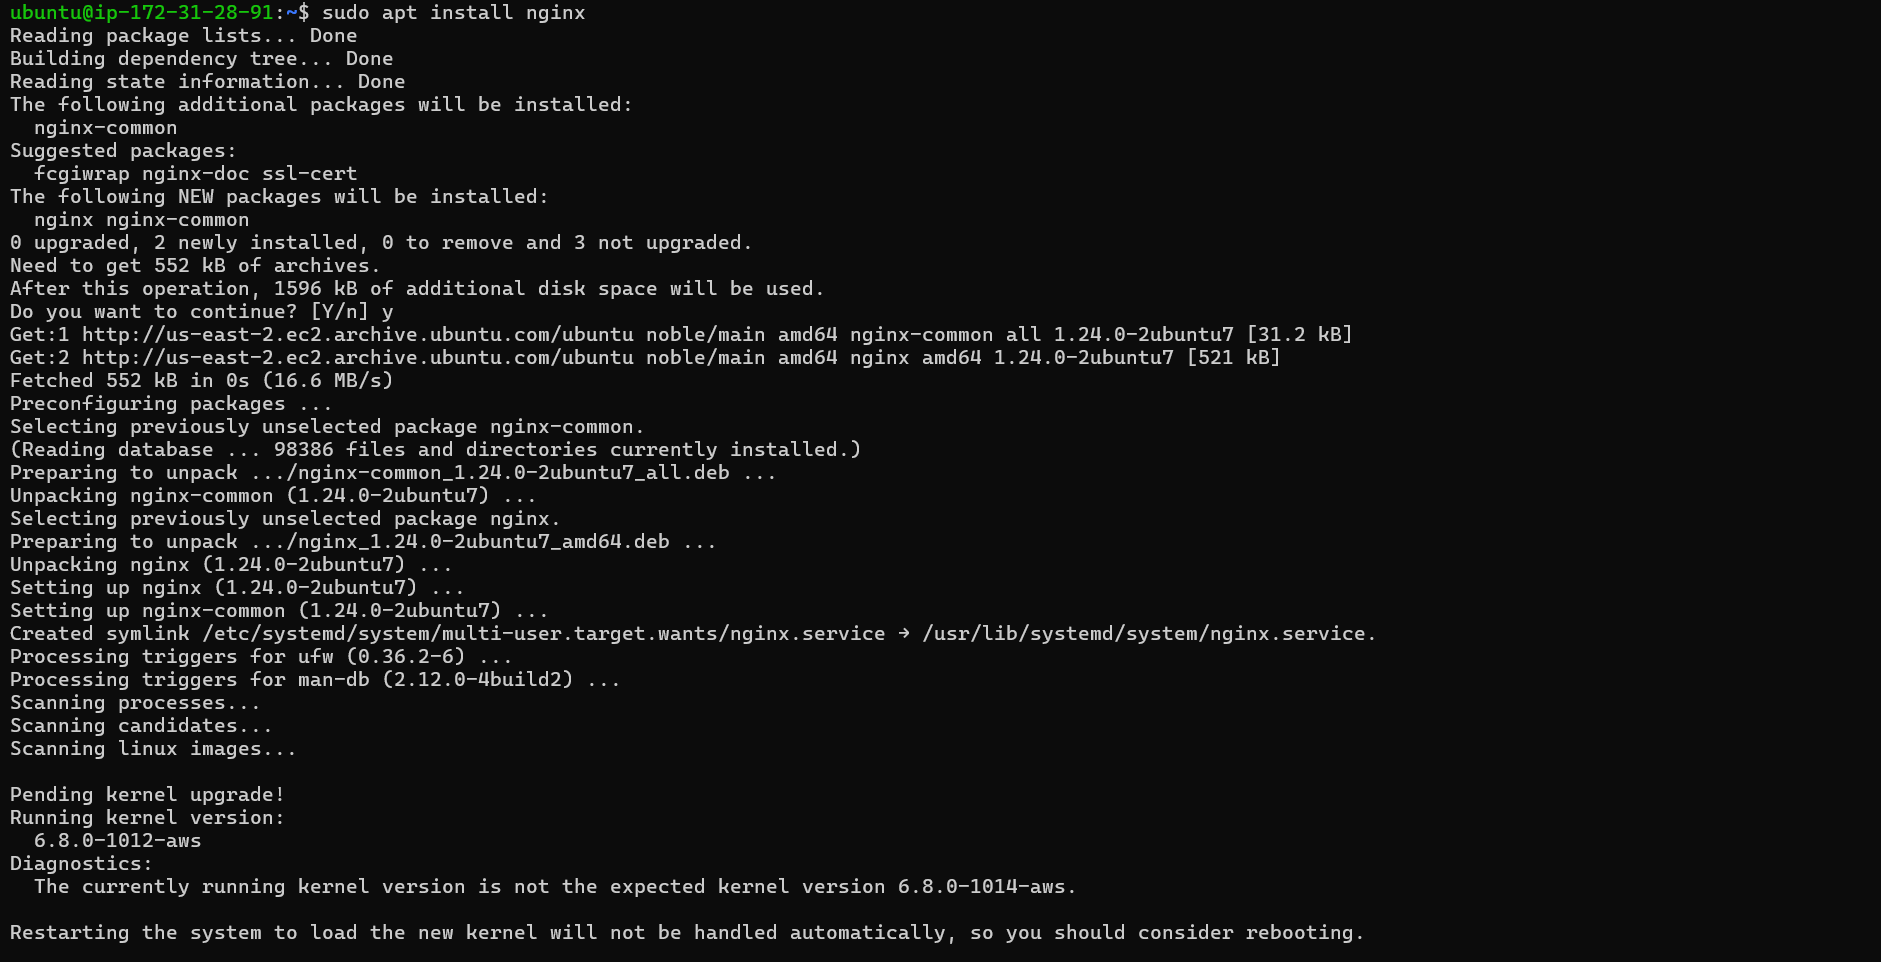 ubuntu@ip-172-31-28-91:~$ sudo apt install nginx
Reading package lists... Done
Building dependency tree... Done
Reading state information... Done
The following additional packages will be installed:
  nginx-common
Suggested packages:
  fcgiwrap nginx-doc ssl-cert
The following NEW packages will be installed:
  nginx nginx-common
0 upgraded, 2 newly installed, 0 to remove and 3 not upgraded.
Need to get 552 kB of archives.
After this operation, 1596 kB of additional disk space will be used.
Do you want to continue? [Y/n] y
Get:1 http://us-east-2.ec2.archive.ubuntu.com/ubuntu noble/main amd64 nginx-common all 1.24.0-2ubuntu7 [31.2 kB]
Get:2 http://us-east-2.ec2.archive.ubuntu.com/ubuntu noble/main amd64 nginx amd64 1.24.0-2ubuntu7 [521 kB]
Fetched 552 kB in 0s (16.6 MB/s)
Preconfiguring packages ...
Selecting previously unselected package nginx-common.
(Reading database ... 98386 files and directories currently installed.)
Preparing to unpack .../nginx-common_1.24.0-2ubuntu7_all.deb ...
Unpacking nginx-common (1.24.0-2ubuntu7) ...
Selecting previously unselected package nginx.
Preparing to unpack .../nginx_1.24.0-2ubuntu7_amd64.deb ...
Unpacking nginx (1.24.0-2ubuntu7) ...
Setting up nginx (1.24.0-2ubuntu7) ...
Setting up nginx-common (1.24.0-2ubuntu7) ...
Created symlink /etc/systemd/system/multi-user.target.wants/nginx.service → /usr/lib/systemd/system/nginx.service.
Processing triggers for ufw (0.36.2-6) ...
Processing triggers for man-db (2.12.0-4build2) ...
Scanning processes...
Scanning candidates...
Scanning linux images...

Pending kernel upgrade!
Running kernel version:
  6.8.0-1012-aws
Diagnostics:
  The currently running kernel version is not the expected kernel version 6.8.0-1014-aws.

Restarting the system to load the new kernel will not be handled automatically, so you should consider rebooting.